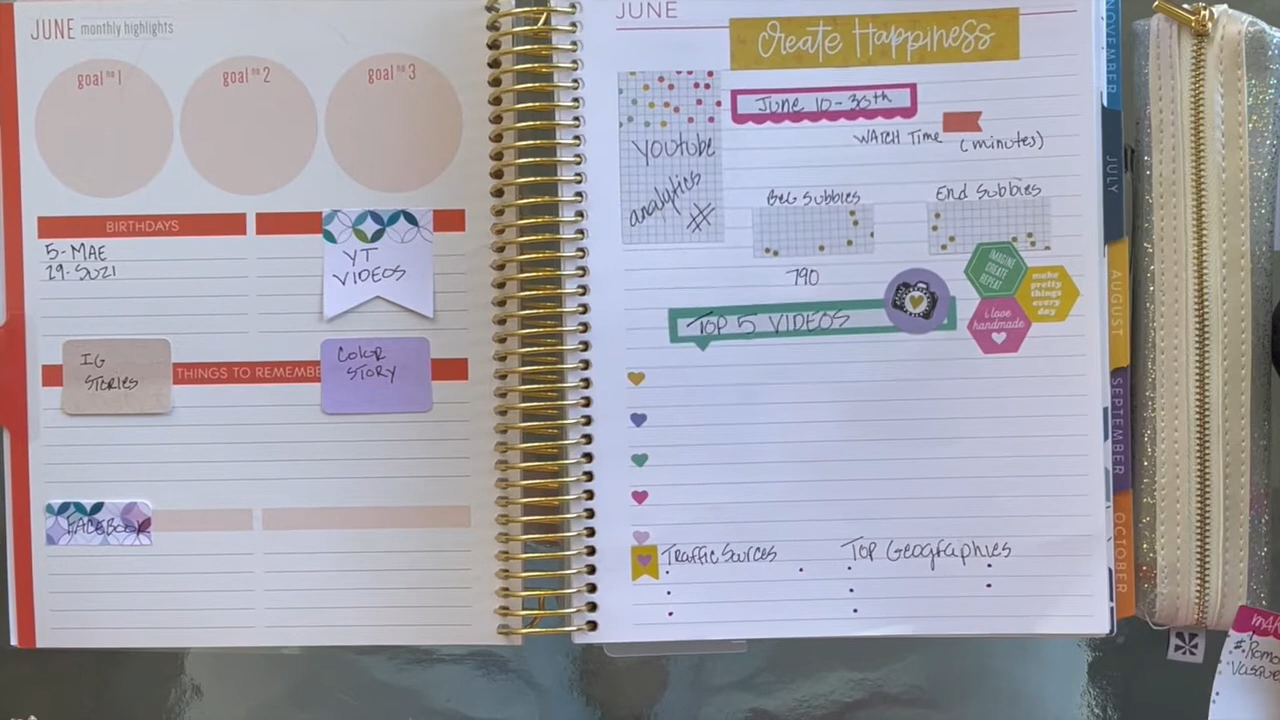 JUNE monthly highlights
goal no 1
goal no 2
goal no 3
BIRTHDAYS
5-MAE
29-SUZI
YT
VIDEOS
IG
STORIES
THINGS TO REMEMBE
COLOR
STORY
FACEBOOK
JUNE
Create Happiness
youtube
analytics
#
June 10-30th
WATCH TIME (minutes)
BEG Subbies
End Subbies
790
IMAGINE
CREATE
REPEAT
make
pretty
things
every
day
i love
handmade
TOP 5 VIDEOS
Traffic Sources
Top Geographies
NOVEMBER
JULY
AUGUST
SEPTEMBER
OCTOBER